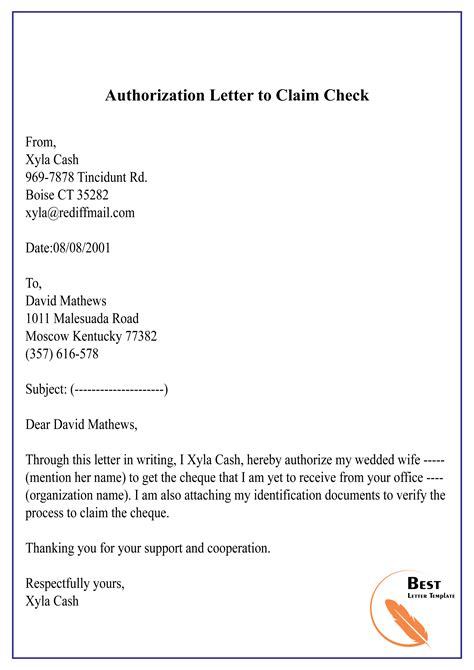 Authorization Letter to Claim Check
From,
Xyla Cash
969-7878 Tincidunt Rd.
Boise CT 35282
xyla@rediffmail.com
Date:08/08/2001
To,
David Mathews
1011 Malesuada Road
Moscow Kentucky 77382
(357) 616-578
Subject: (---------------------)
Dear David Mathews,
Through this letter in writing, I Xyla Cash, hereby authorize my wedded wife -----
(mention her name) to get the cheque that I am yet to receive from your office ----
(organization name). I am also attaching my identification documents to verify the
process to claim the cheque.
Thanking you for your support and cooperation.
Respectfully yours,
Xyla Cash
Best
Letter Template